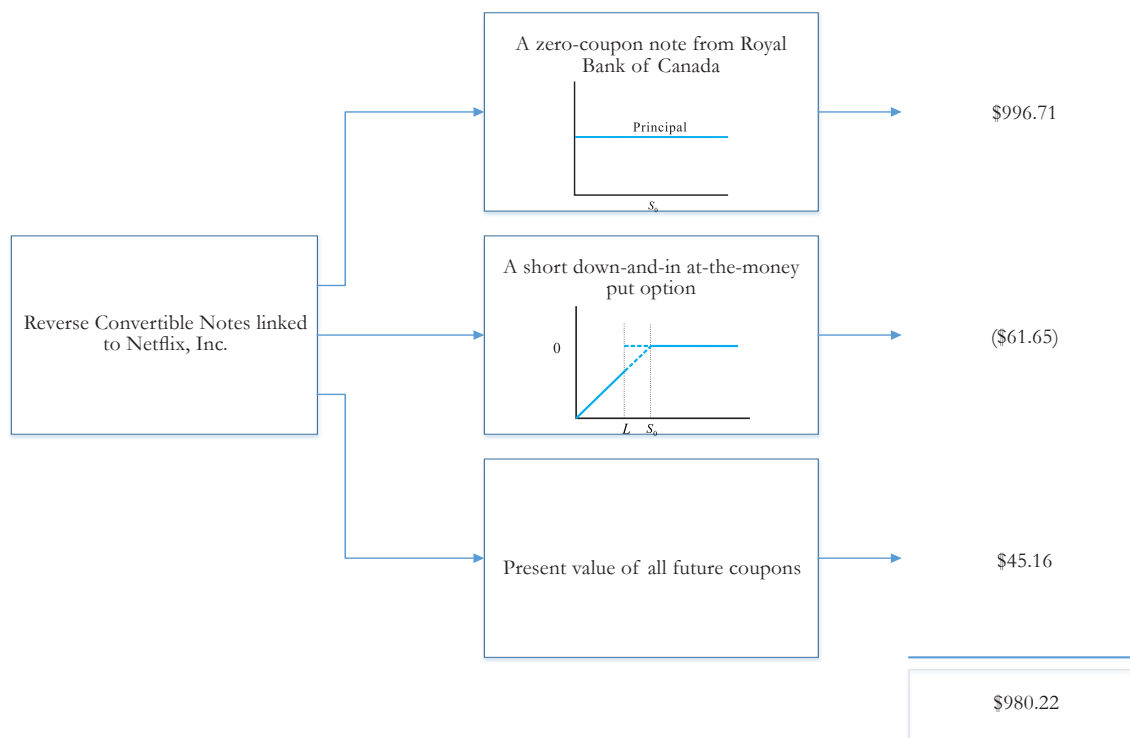 A zero-coupon note from Royal
Bank of Canada
Principal
S₀
$996.71
Reverse Convertible Notes linked
to Netflix, Inc.
A short down-and-in at-the-money
put option
0
L S₀
($61.65)
Present value of all future coupons
$45.16
$980.22